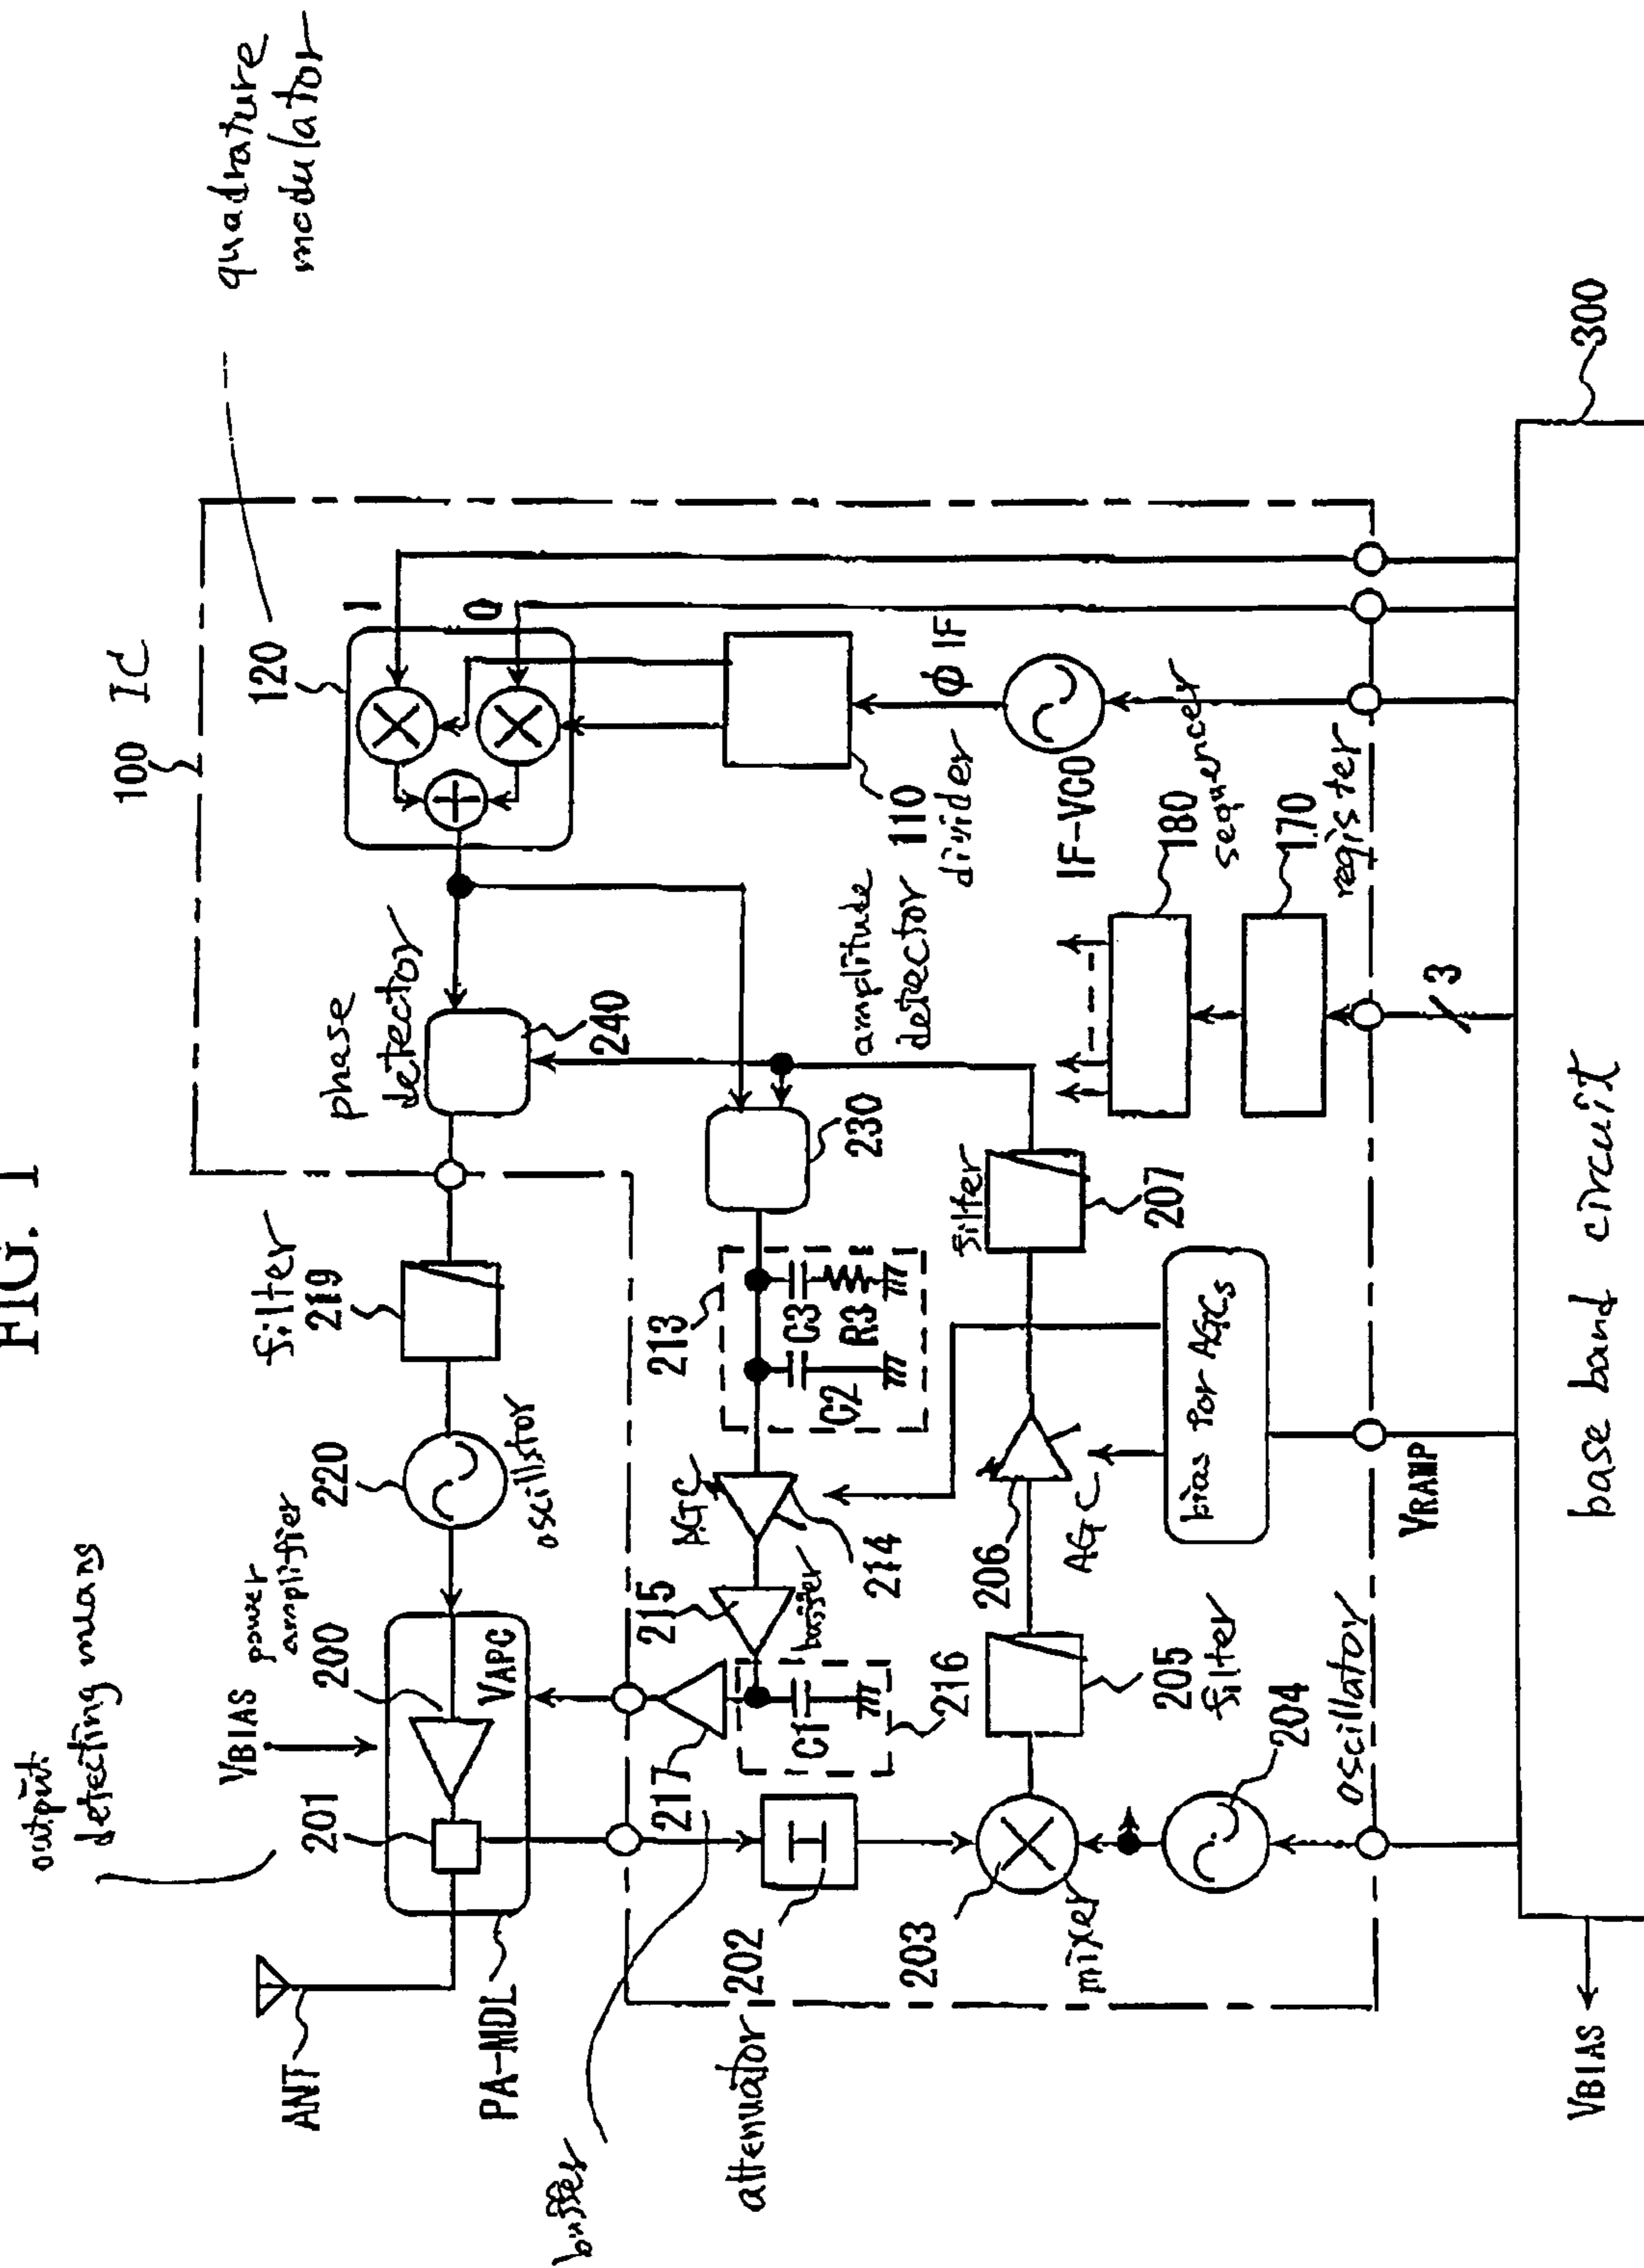 FIG. 1
output
detecting means
ANT
PA-MDL
201
VBIAS
200
power
amplifier
VAPC
220
oscillstor
filter
219
phase
detector
240
100 IC
120
quadrature
modulator
I
Q
buffer
217
C1
216
215
buffer
AGC
214
213
C2
C3
R3
230
amplitude
detector
110
divider
φIF
IF-VCO
attenuator
202
203
mixer
204
oscillator
205
filter
206
AGC
filter
207
bias for AGCs
VRAMP
180
sequencer
170
register
3
VBIAS
base band circuit
300